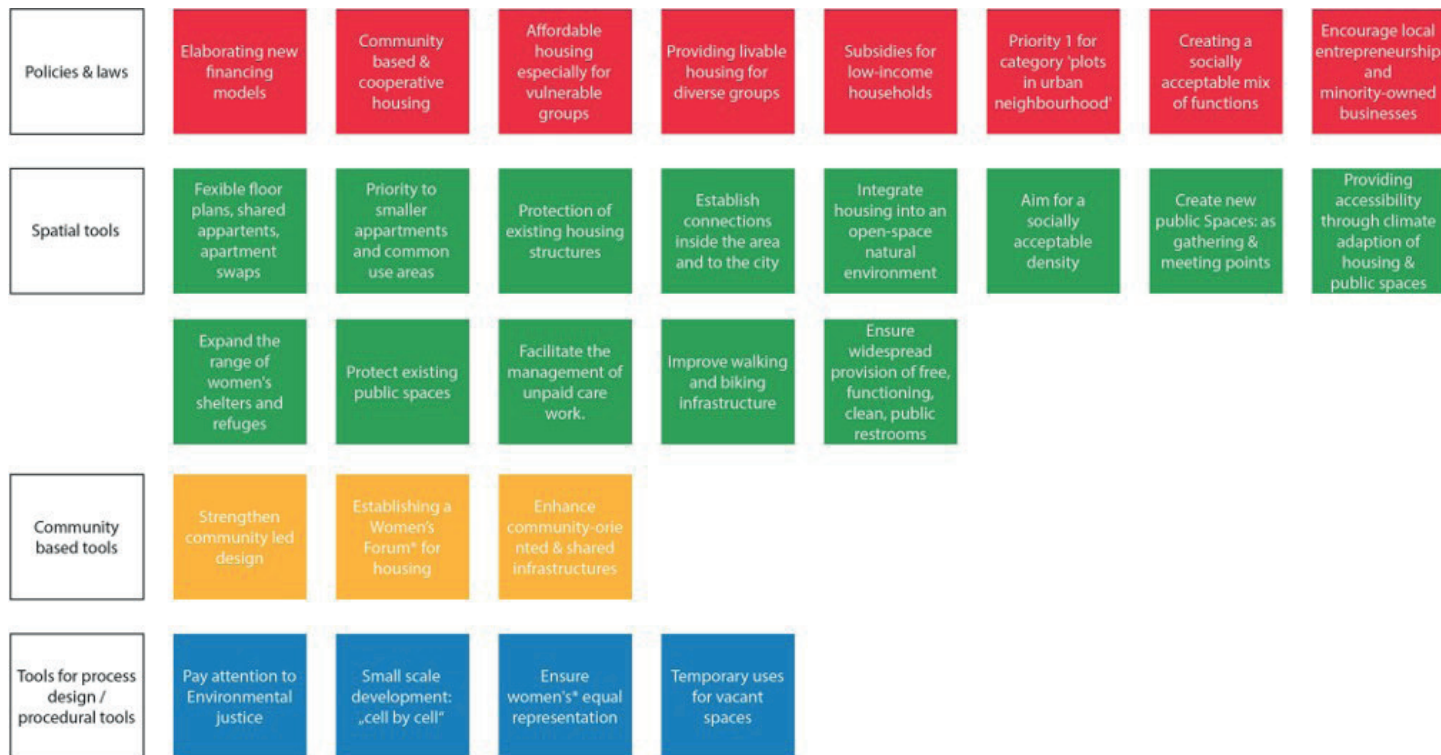 Policies & laws
Elaborating new
financing
models
Community
based &
cooperative
housing
Affordable
housing
especially for
vulnerable
groups
Providing livable
housing for
diverse groups
Subsidies for
low-income
households
Priority 1 for
category 'plots
in urban
neighbourhood'
Creating a
socially
acceptable mix
of functions
Encourage local
entrepreneurship
and
minority-owned
businesses
Spatial tools
Fexible floor
plans, shared
appartents,
apartment
swaps
Priority to
smaller
appartments
and common
use areas
Protection of
existing housing
structures
Establish
connections
inside the area
and to the city
Integrate
housing into an
open-space
natural
environment
Aim for a
socially
acceptable
density
Create new
public Spaces: as
gathering &
meeting points
Providing
accessibility
through climate
adaption of
housing &
public spaces
Expand the
range of
women's
shelters and
refuges
Protect existing
public spaces
Facilitate the
management of
unpaid care
work.
Improve walking
and biking
infrastructure
Ensure
widespread
provision of free,
functioning,
clean, public
restrooms
Community
based tools
Strengthen
community led
design
Establishing a
Women's
Forum* for
housing
Enhance
community-orie
nted & shared
infrastructures
Tools for process
design /
procedural tools
Pay attention to
Environmental
justice
Small scale
development:
„cell by cell"
Ensure
women's* equal
representation
Temporary uses
for vacant
spaces